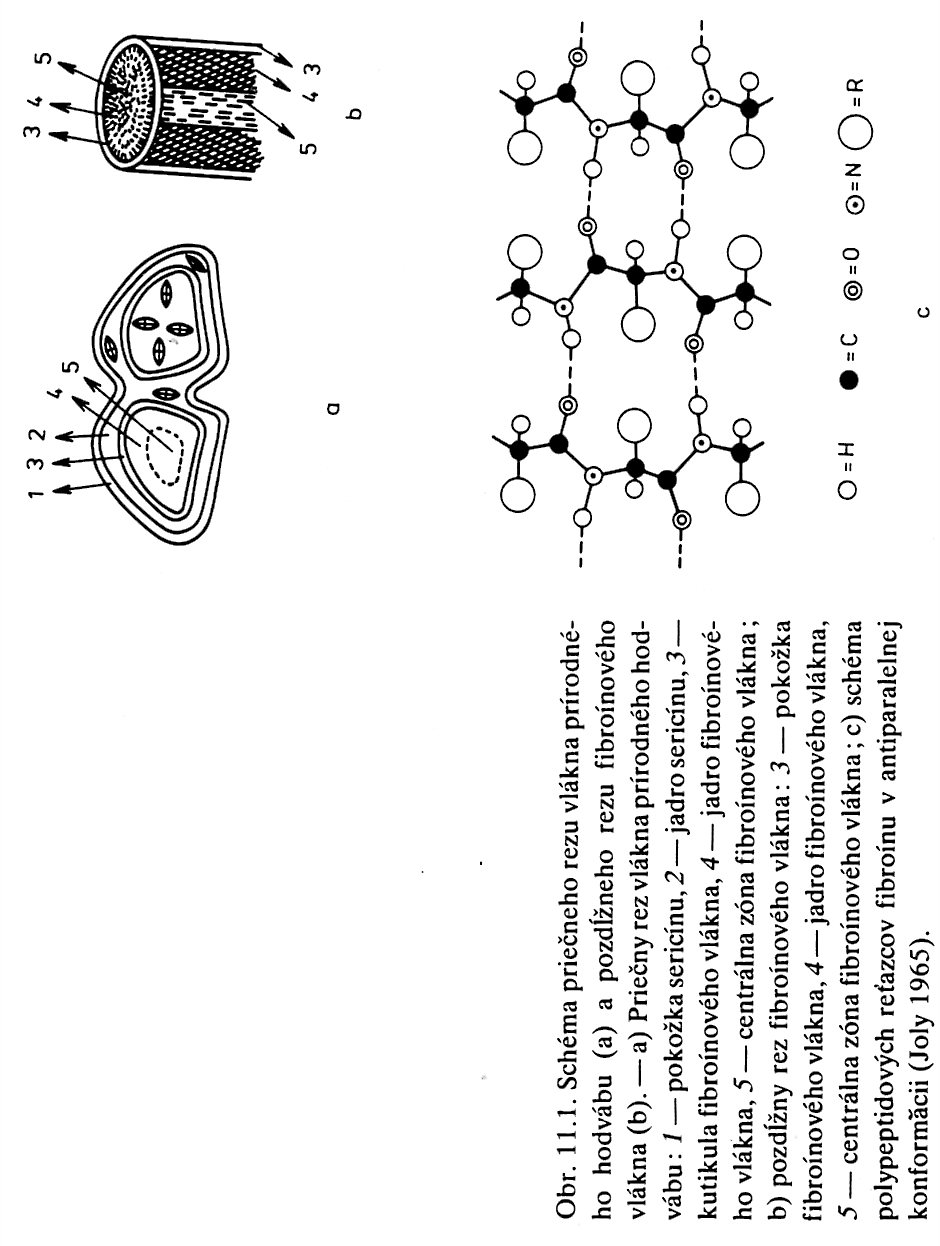 3 4 5
3
4
5
b
1 3 2 4 5
a
○ = H ● = C ◎ = O ⊙ = N ◯ = R
c
Obr. 11.1. Schéma priečneho rezu vlákna prírodné-
ho hodvábu (a) a pozdĺžneho rezu fibroínového
vlákna (b). — a) Priečny rez vlákna prírodného hod-
vábu: 1 — pokožka sericínu, 2 — jadro sericínu, 3 —
kutikula fibroínového vlákna, 4 — jadro fibroínové-
ho vlákna, 5 — centrálna zóna fibroínového vlákna;
b) pozdĺžny rez fibroínového vlákna: 3 — pokožka
fibroínového vlákna, 4 — jadro fibroínového vlákna,
5 — centrálna zóna fibroínového vlákna; c) schéma
polypeptidových reťazcov fibroínu v antiparalelnej
konformăcii (Joly 1965).